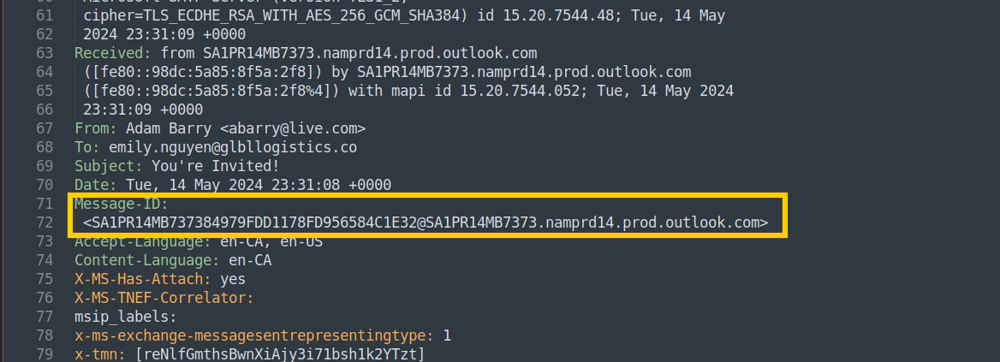 61 cipher=TLS_ECDHE_RSA_WITH_AES_256_GCM_SHA384) id 15.20.7544.48; Tue, 14 May
62 2024 23:31:09 +0000
63 Received: from SA1PR14MB7373.namprd14.prod.outlook.com
64 ([fe80::98dc:5a85:8f5a:2f8]) by SA1PR14MB7373.namprd14.prod.outlook.com
65 ([fe80::98dc:5a85:8f5a:2f8%4]) with mapi id 15.20.7544.052; Tue, 14 May 2024
66 23:31:09 +0000
67 From: Adam Barry <abarry@live.com>
68 To: emily.nguyen@glbllogistics.co
69 Subject: You're Invited!
70 Date: Tue, 14 May 2024 23:31:08 +0000
71 Message-ID:
72 <SA1PR14MB737384979FDD1178FD956584C1E32@SA1PR14MB7373.namprd14.prod.outlook.com>
73 Accept-Language: en-CA, en-US
74 Content-Language: en-CA
75 X-MS-Has-Attach: yes
76 X-MS-TNEF-Correlator:
77 msip_labels:
78 x-ms-exchange-messagesentrepresentingtype: 1
79 x-tmn: [reNlfGmthsBwnXiAjy3i71bsh1k2YTzt]